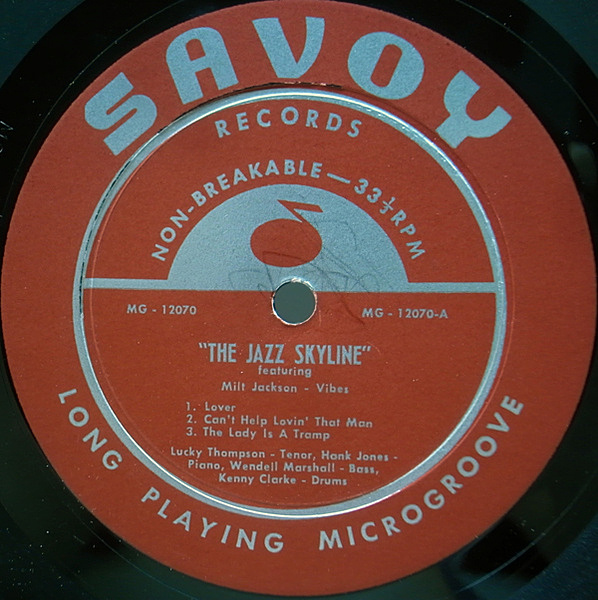 SAVOY
RECORDS
NON-BREAKABLE—33⅓RPM
MG - 12070
MG - 12070-A
"THE JAZZ SKYLINE"
featuring
Milt Jackson - Vibes
1. Lover
2. Can't Help Lovin' That Man
3. The Lady Is A Tramp
Lucky Thompson - Tenor, Hank Jones -
Piano, Wendell Marshall - Bass,
Kenny Clarke - Drums
LONG PLAYING MICROGROOVE